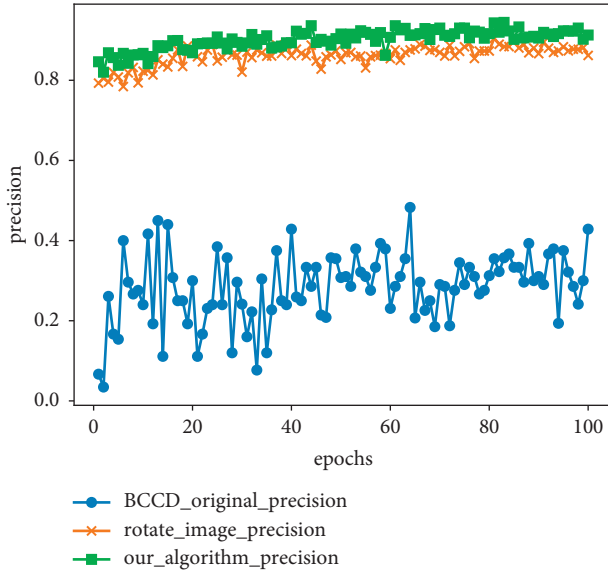 precision
0.8
0.6
0.4
0.2
0.0
0 20 40 60 80 100
epochs
BCCD_original_precision
rotate_image_precision
our_algorithm_precision